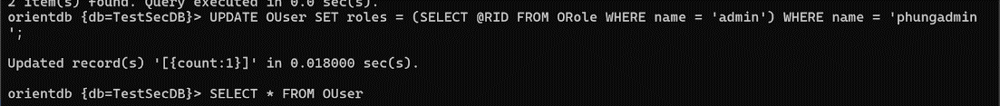 2 item(s) found. Query executed in 0.0 sec(s).
orientdb {db=TestSecDB}> UPDATE OUser SET roles = (SELECT @RID FROM ORole WHERE name = 'admin') WHERE name = 'phungadmin
';
Updated record(s) '[{count:1}]' in 0.018000 sec(s).
orientdb {db=TestSecDB}> SELECT * FROM OUser